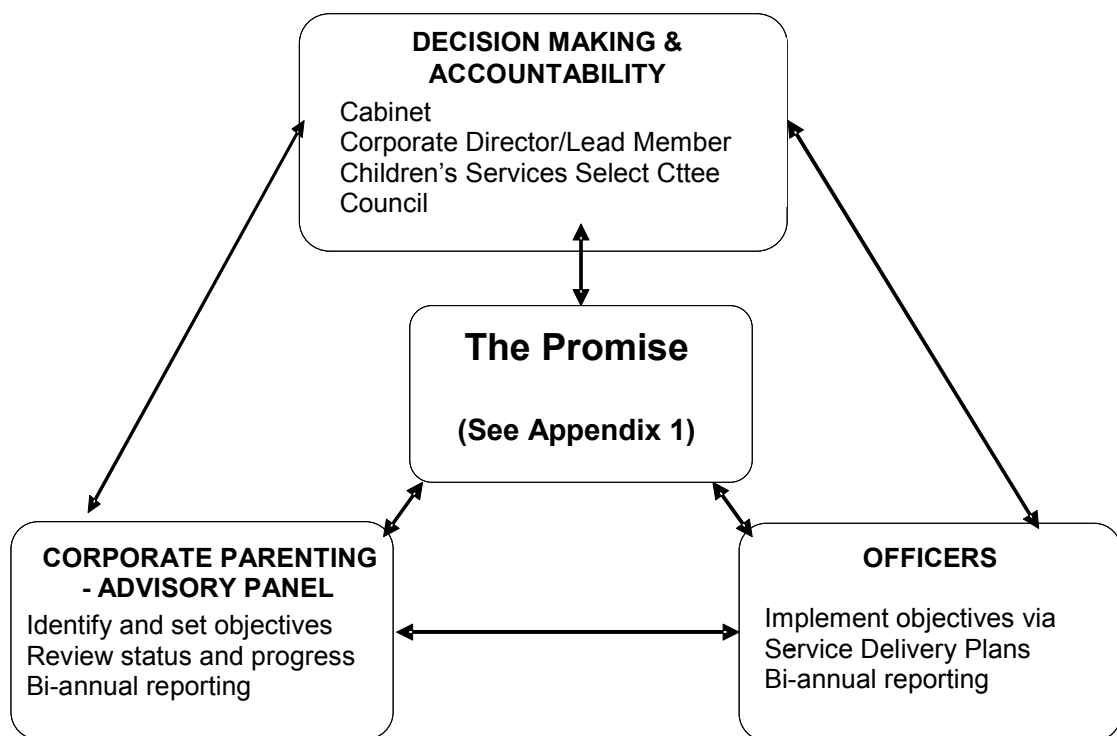 DECISION MAKING &
ACCOUNTABILITY
Cabinet
Corporate Director/Lead Member
Children’s Services Select Cttee
Council
The Promise
(See Appendix 1)
CORPORATE PARENTING
- ADVISORY PANEL
Identify and set objectives
Review status and progress
Bi-annual reporting
OFFICERS
Implement objectives via
Service Delivery Plans
Bi-annual reporting